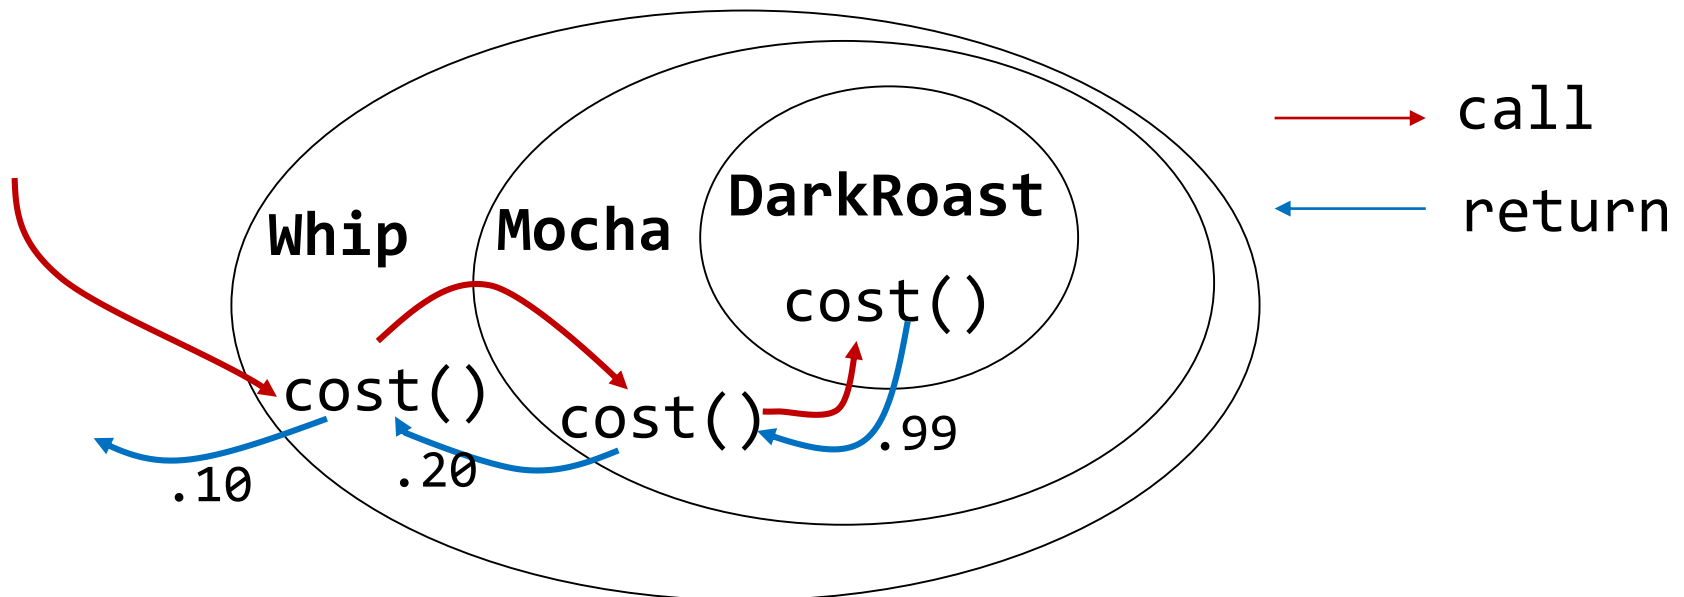 Whip
Mocha
DarkRoast
cost()
cost()
cost()
.10
.20
.99
call
return